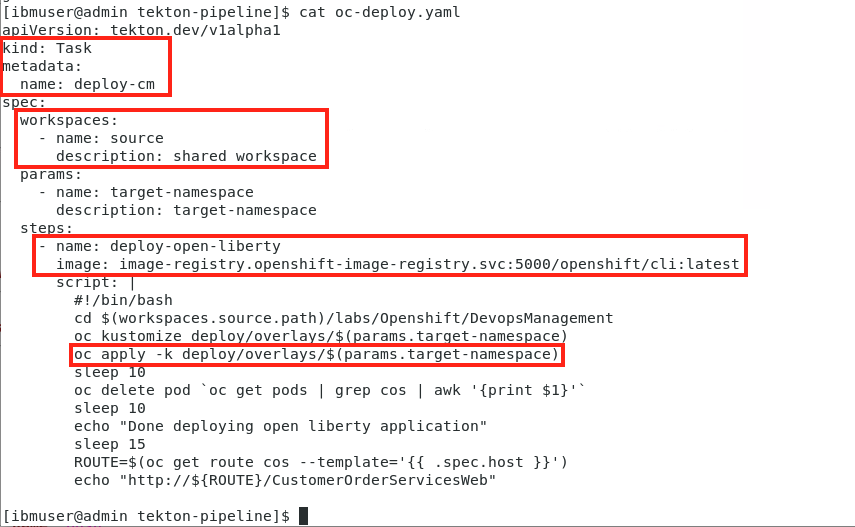 [ibmuser@admin tekton-pipeline]$ cat oc-deploy.yaml
apiVersion: tekton.dev/v1alpha1
kind: Task
metadata:
  name: deploy-cm
spec:
  workspaces:
    - name: source
      description: shared workspace
  params:
    - name: target-namespace
      description: target-namespace
  steps:
    - name: deploy-open-liberty
      image: image-registry.openshift-image-registry.svc:5000/openshift/cli:latest
      script: |
        #!/bin/bash
        cd $(workspaces.source.path)/labs/Openshift/DevopsManagement
        oc kustomize deploy/overlays/$(params.target-namespace)
        oc apply -k deploy/overlays/$(params.target-namespace)
        sleep 10
        oc delete pod `oc get pods | grep cos | awk '{print $1}'`
        sleep 10
        echo "Done deploying open liberty application"
        sleep 15
        ROUTE=$(oc get route cos --template='{{ .spec.host }}')
        echo "http://${ROUTE}/CustomerOrderServicesWeb"
[ibmuser@admin tekton-pipeline]$